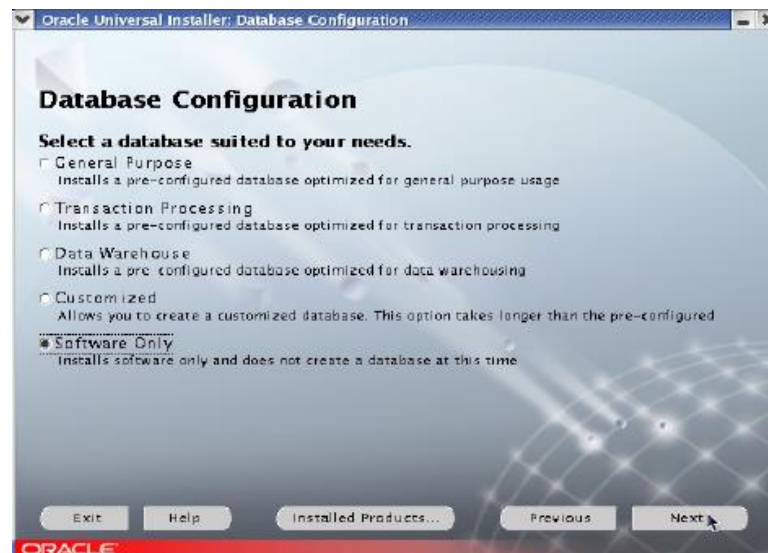 Oracle Universal Installer: Database Configuration
Database Configuration
Select a database suited to your needs.
General Purpose
Installs a pre-configured database optimized for general purpose usage
Transaction Processing
Installs a pre-configured database optimized for transaction processing
Data Warehouse
Installs a pre-configured database optimized for data warehousing
Customized
Allows you to create a customized database. This option takes longer than the pre-configured
Software Only
Installs software only and does not create a database at this time
Exit Help Installed Products... Previous Next
ORACLE